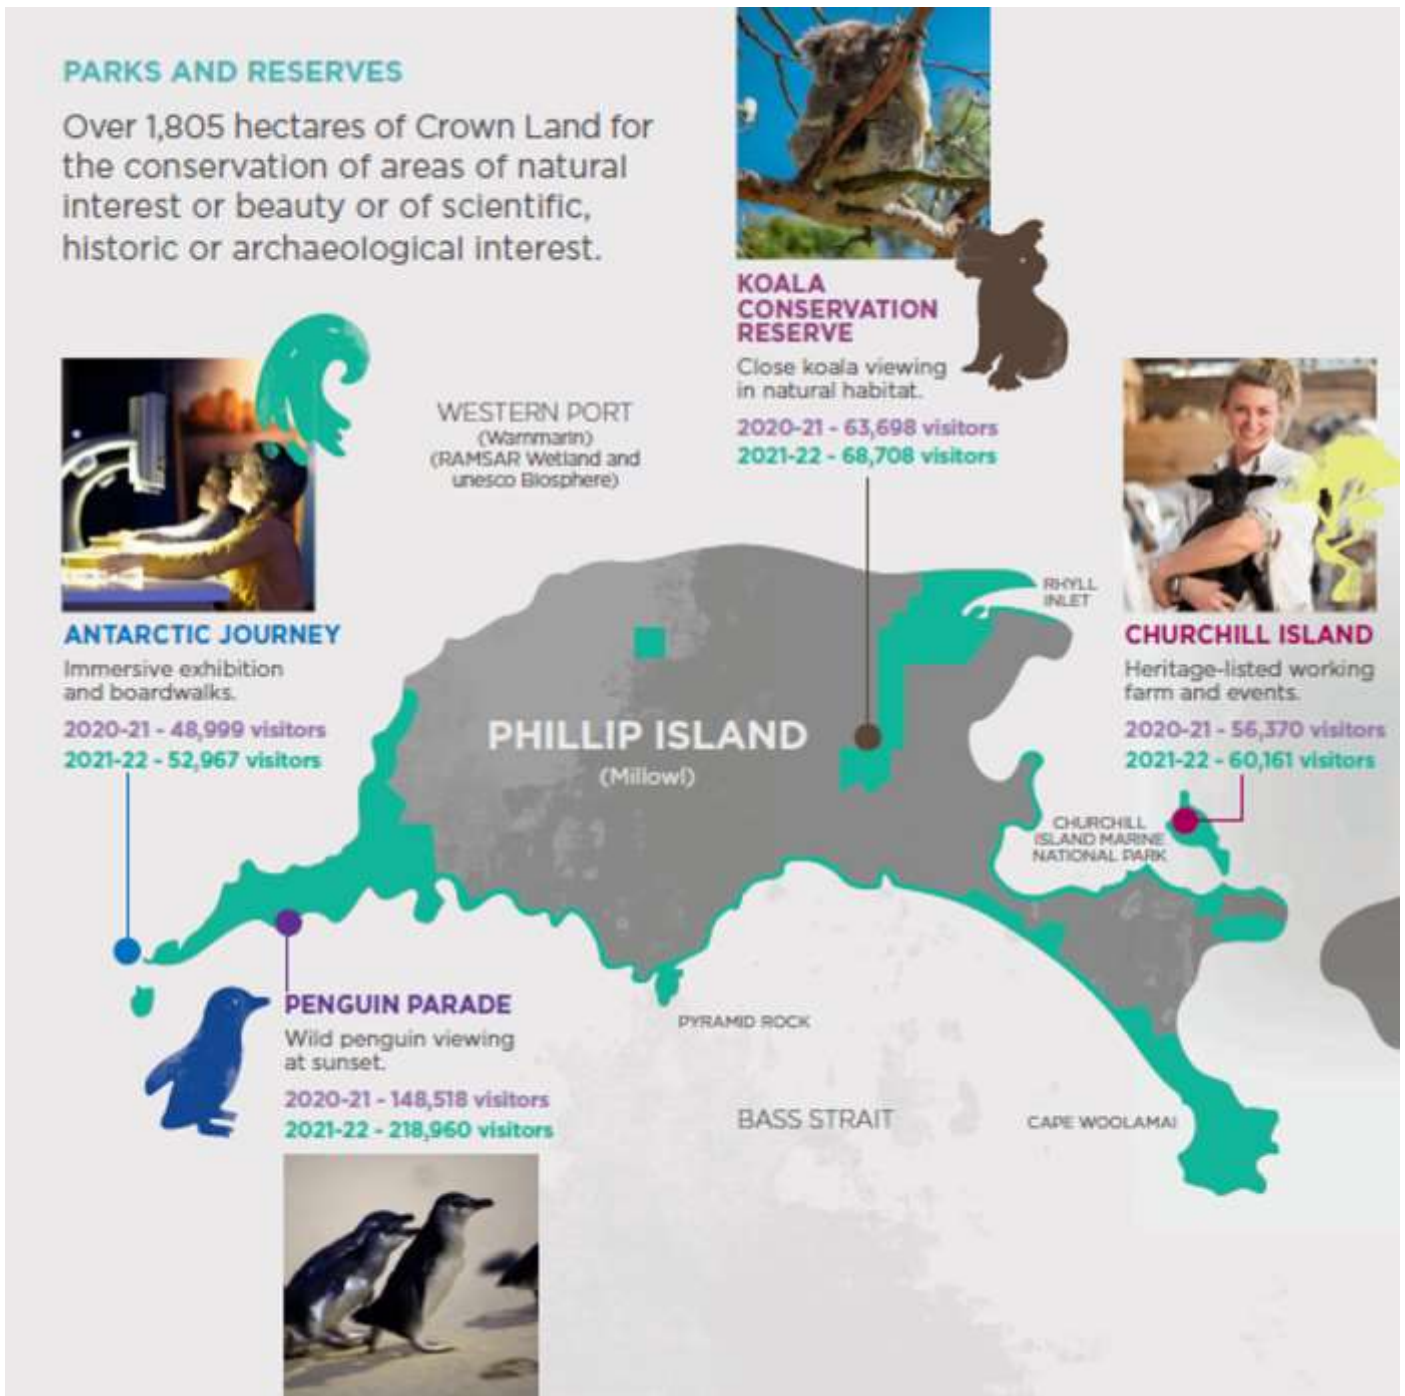 PARKS AND RESERVES
Over 1,805 hectares of Crown Land for
the conservation of areas of natural
interest or beauty or of scientific,
historic or archaeological interest.
KOALA
CONSERVATION
RESERVE
Close koala viewing
in natural habitat.
2020-21 - 63,698 visitors
2021-22 - 68,708 visitors
WESTERN PORT
(Warnmarin)
(RAMSAR Wetland and
unesco Biosphere)
ANTARCTIC JOURNEY
Immersive exhibition
and boardwalks.
2020-21 - 48,999 visitors
2021-22 - 52,967 visitors
RHYLL
INLET
CHURCHILL ISLAND
Heritage-listed working
farm and events.
2020-21 - 56,370 visitors
2021-22 - 60,161 visitors
PHILLIP ISLAND
(Millowl)
CHURCHILL
ISLAND MARINE
NATIONAL PARK
PENGUIN PARADE
Wild penguin viewing
at sunset.
2020-21 - 148,518 visitors
2021-22 - 218,960 visitors
PYRAMID ROCK
BASS STRAIT
CAPE WOOLAMAI